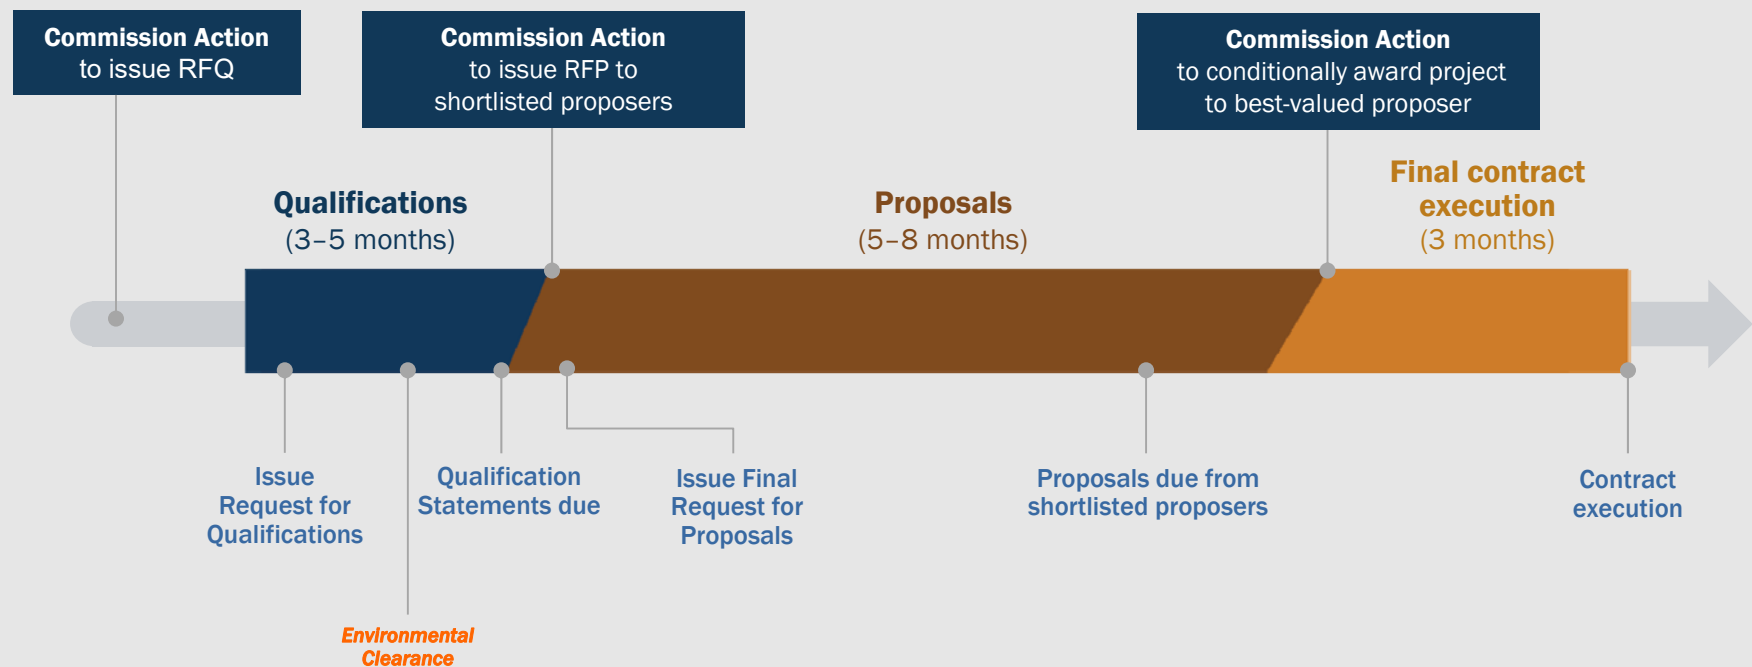 Commission Action
to issue RFQ
Commission Action
to issue RFP to
shortlisted proposers
Commission Action
to conditionally award project
to best-valued proposer
Qualifications
(3–5 months)
Proposals
(5–8 months)
Final contract
execution
(3 months)
Issue
Request for
Qualifications
Qualification
Statements due
Issue Final
Request for
Proposals
Proposals due from
shortlisted proposers
Contract
execution
Environmental
Clearance